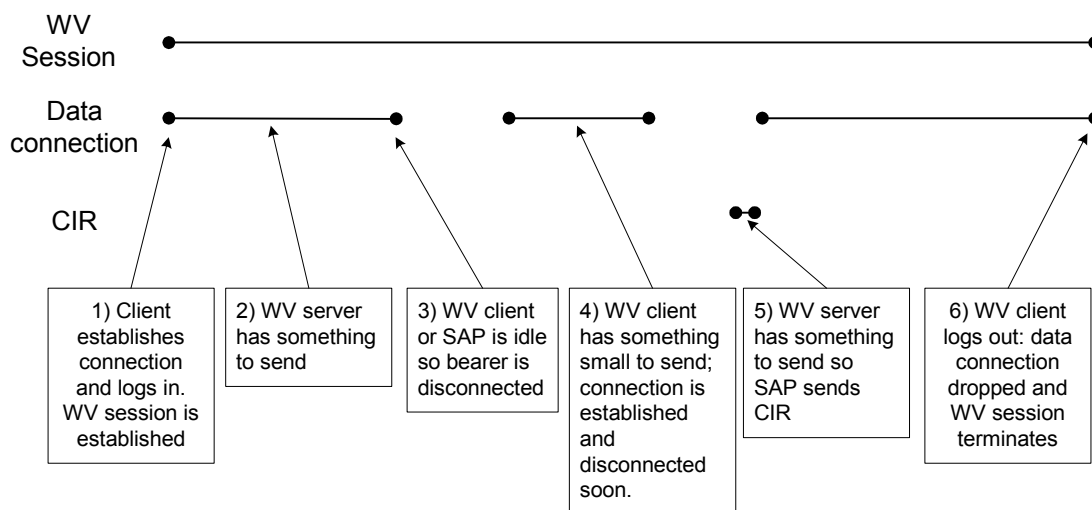 WV
Session
Data
connection
CIR
1) Client
establishes
connection
and logs in.
WV session is
established
2) WV server
has something
to send
3) WV client
or SAP is idle
so bearer is
disconnected
4) WV client
has something
small to send;
connection is
established
and
disconnected
soon.
5) WV server
has something
to send so
SAP sends
CIR
6) WV client
logs out: data
connection
dropped and
WV session
terminates